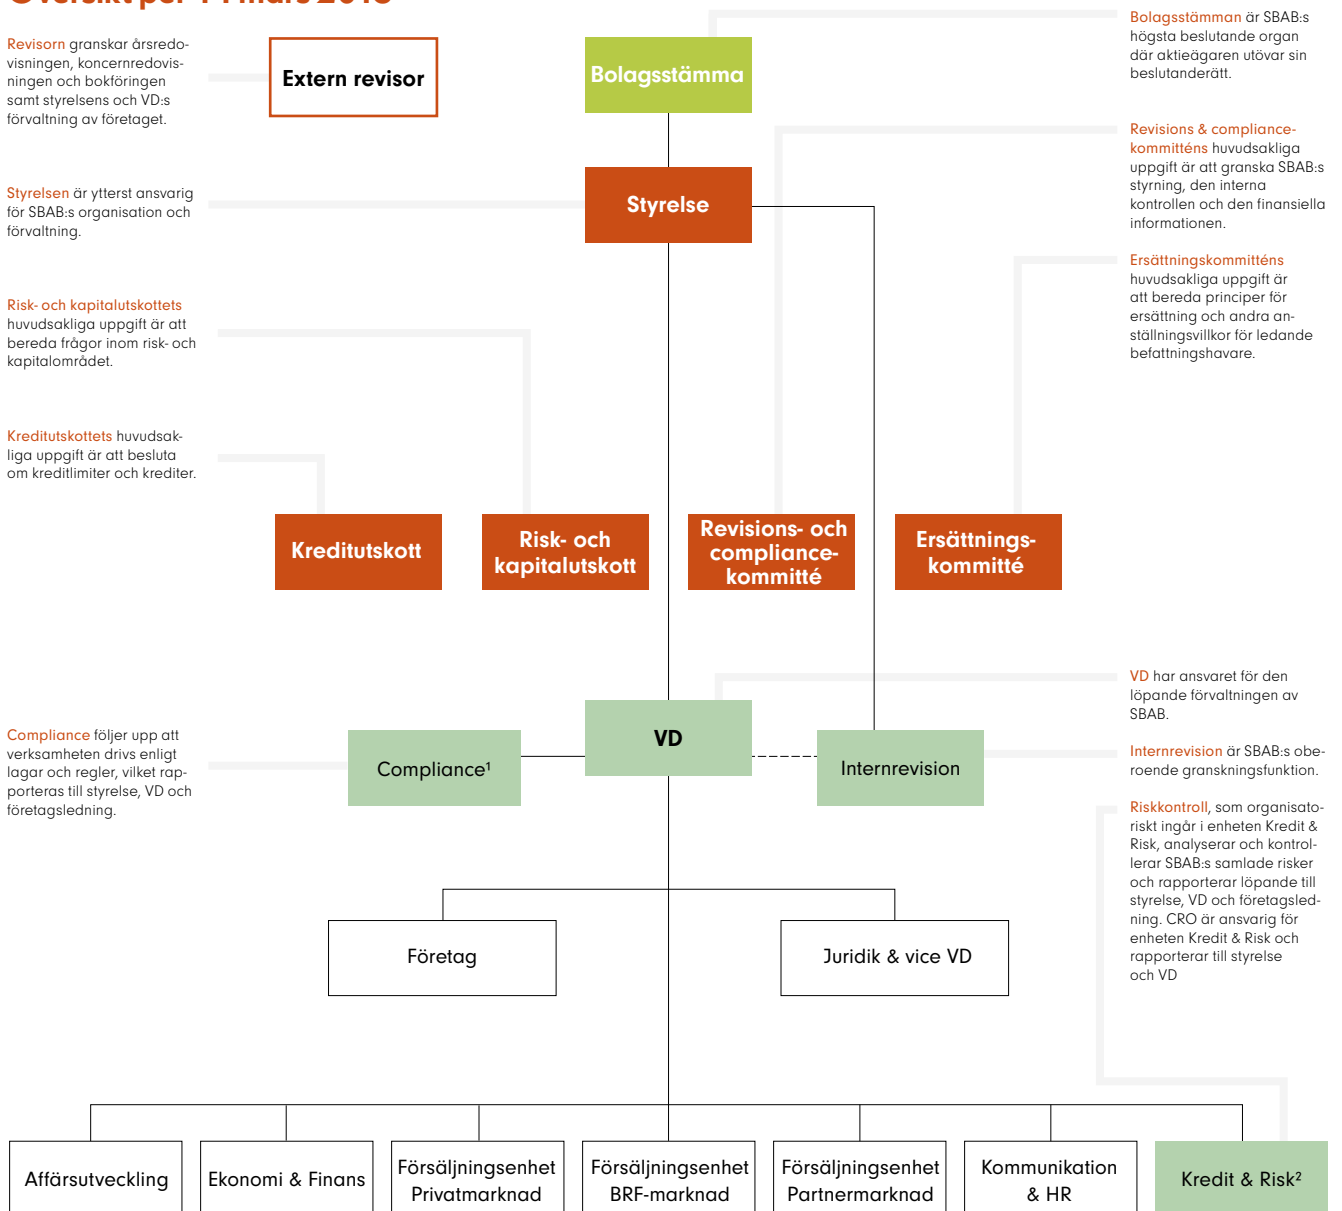 Översikt per 14 mars
Revisorn granskar årsredo-
visningen, koncernredovis-
ningen och bokföringen
samt styrelsens och VD:s
förvaltning av företaget.
Extern revisor
Bolagsstämma
Bolagsstämman är SBAB:s
högsta beslutande organ
där aktieägaren utövar sin
beslutanderätt.
Revisions & compliance-
kommitténs huvudsakliga
uppgift är att granska SBAB:s
styrning, den interna
kontrollen och den finansiella
informationen.
Styrelsen är ytterst ansvarig
för SBAB:s organisation och
förvaltning.
Styrelse
Ersättningskommitténs
huvudsakliga uppgift är
att bereda principer för
ersättning och andra an-
ställningsvillkor för ledande
befattningshavare.
Risk- och kapitalutskottets
huvudsakliga uppgift är att
bereda frågor inom risk- och
kapitalområdet.
Kreditutskottets huvudsak-
liga uppgift är att besluta
om kreditlimiter och krediter.
Kreditutskott
Risk- och
kapitalutskott
Revisions- och
compliance-
kommitté
Ersättnings-
kommitté
VD har ansvaret för den
löpande förvaltningen av
SBAB.
Compliance följer upp att
verksamheten drivs enligt
lagar och regler, vilket rap-
porteras till styrelse, VD och
företagsledning.
Compliance¹
VD
Internrevision
Internrevision är SBAB:s obe-
roende granskningsfunktion.
Riskkontroll, som organisato-
riskt ingår i enheten Kredit &
Risk, analyserar och kontrol-
lerar SBAB:s samlade risker
och rapporterar löpande till
styrelse, VD och företagsled-
ning. CRO är ansvarig för
enheten Kredit & Risk och
rapporterar till styrelse
och VD
Företag
Juridik & vice VD
Affärsutveckling
Ekonomi & Finans
Försäljningsenhet
Privatmarknad
Försäljningsenhet
BRF-marknad
Försäljningsenhet
Partnermarknad
Kommunikation
& HR
Kredit & Risk²